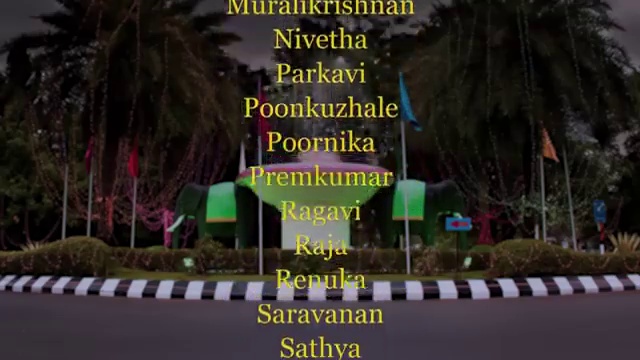 Muralikrishnan
Nivetha
Parkavi
Poonkuzhale
Poornika
Premkumar
Ragavi
Raja
Renuka
Saravanan
Sathya